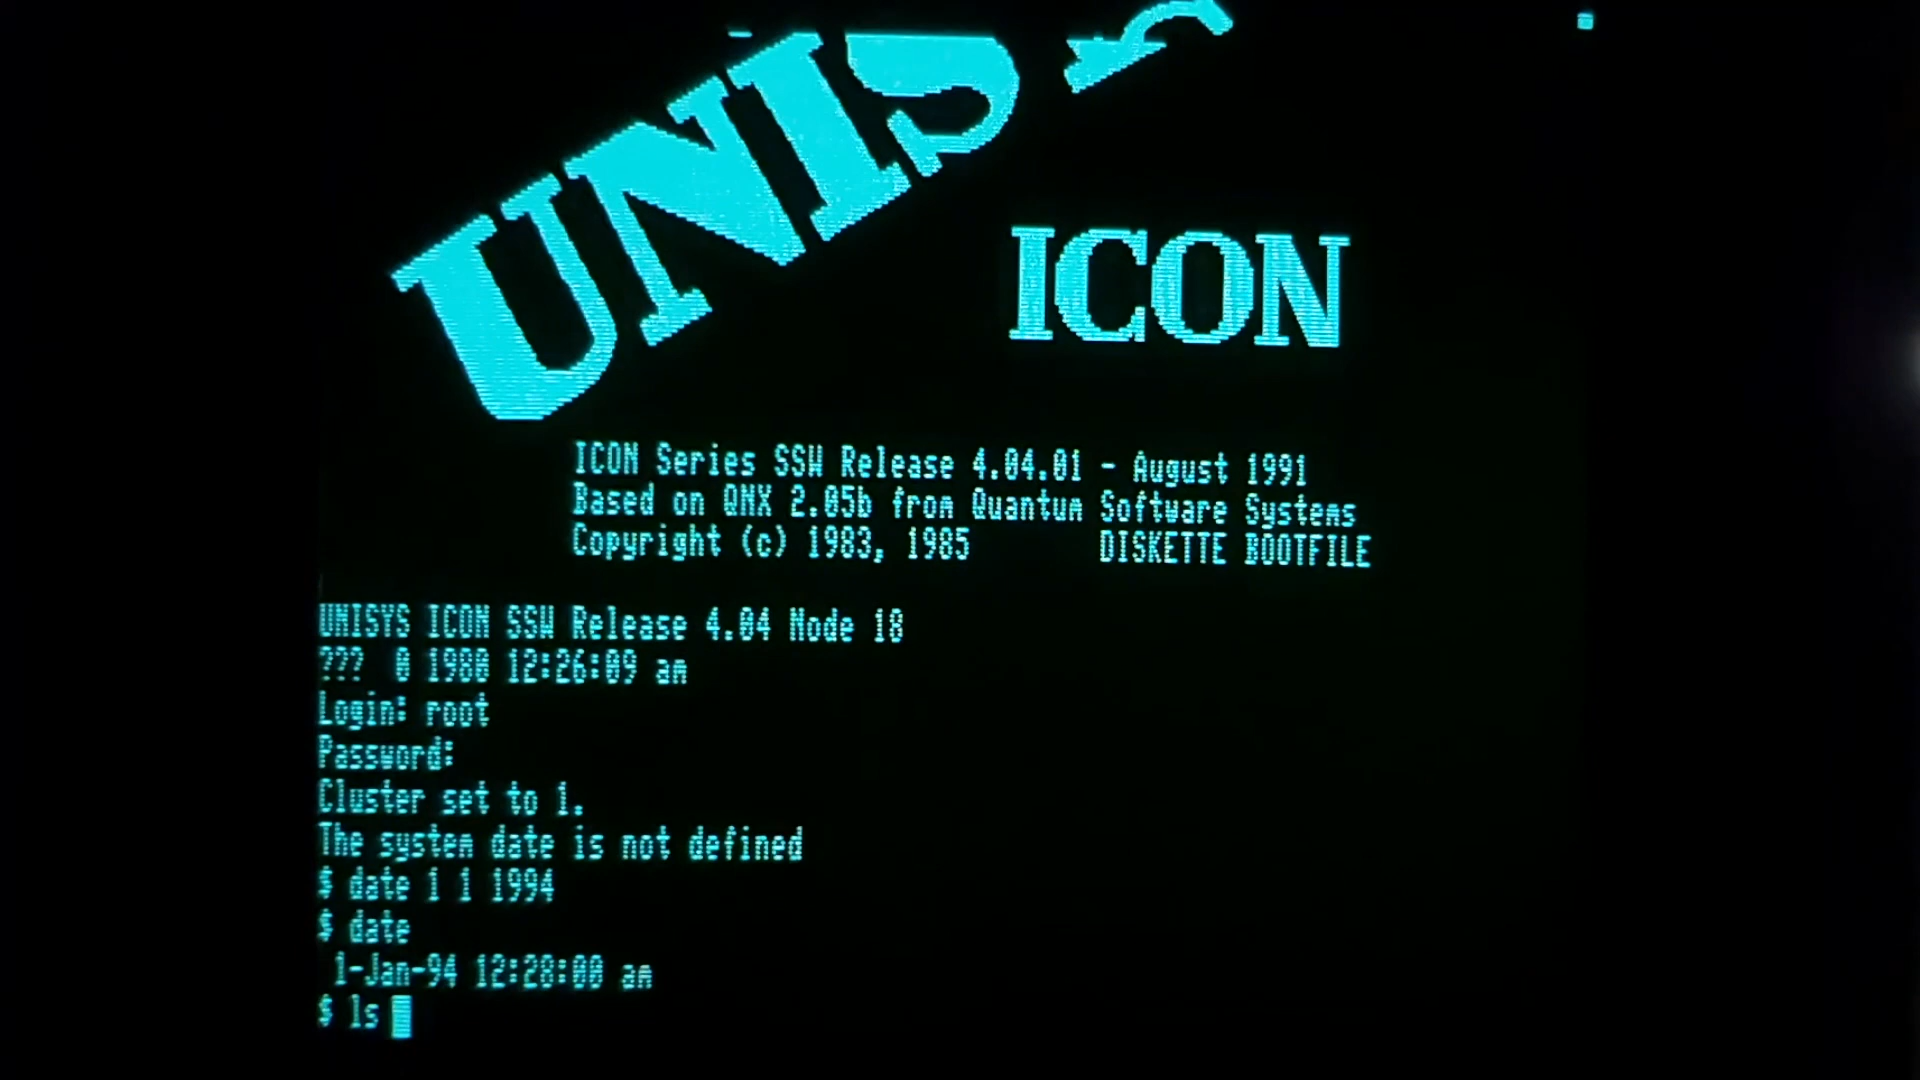 UNIS
ICON
ICON Series SSW Release 4.04.01 - August 1991
Based on QNX 2.05b from Quantum Software Systems
Copyright (c) 1983, 1985 DISKETTE BOOTFILE
UNISYS ICON SSW Release 4.04 Node 18
??? 0 1980 12:26:09 am
Login: root
Password:
Cluster set to 1.
The system date is not defined
$ date 1 1 1994
$ date
1-Jan-94 12:28:00 am
$ ls